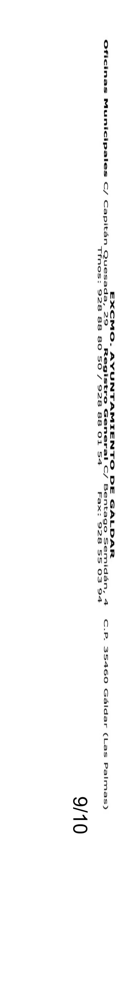 EXCMO. AYUNTAMIENTO DE GÁLDAR
Oficinas Municipales C/ Capitán Quesada, 29 Registro General C/ Bentago Semidán, 4 C.P. 35460 Gáldar (Las Palmas)
Tfnos: 928 88 80 50 / 928 88 01 54 Fax: 928 55 03 94
9/10